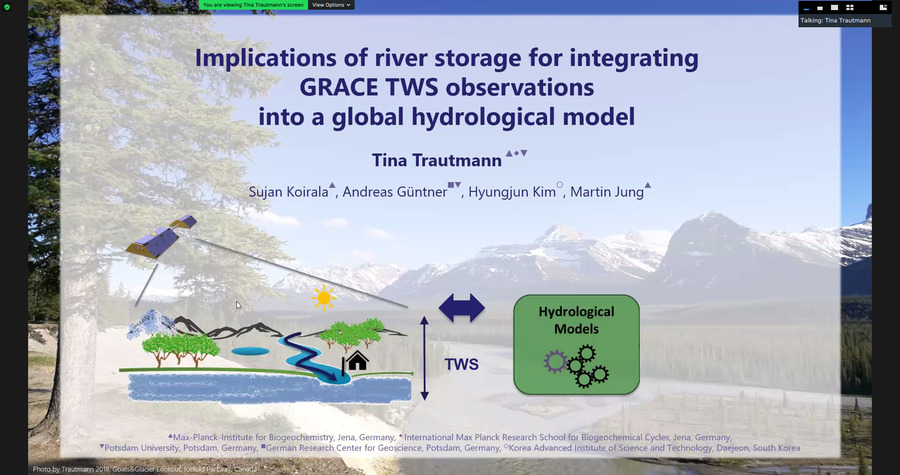 You are viewing Tina Trautmann's screen View Options
Talking: Tina Trautmann
Implications of river storage for integrating
GRACE TWS observations
into a global hydrological model
Tina Trautmann ▲◆▼
Sujan Koirala▲, Andreas Güntner■▼, Hyungjun Kim○, Martin Jung▲
Hydrological
Models
TWS
▲Max-Planck-Institute for Biogeochemistry, Jena, Germany, ◆International Max Planck Research School for Biogeochemical Cycles, Jena, Germany,
▼Potsdam University, Potsdam, Germany, ■German Research Center for Geoscience, Potsdam, Germany, ○Korea Advanced Institute of Science and Technology, Daejeon, South Korea
Photo by Trautmann 2018, Goats&Glacier Lookout, Icefield Parkway, Canada